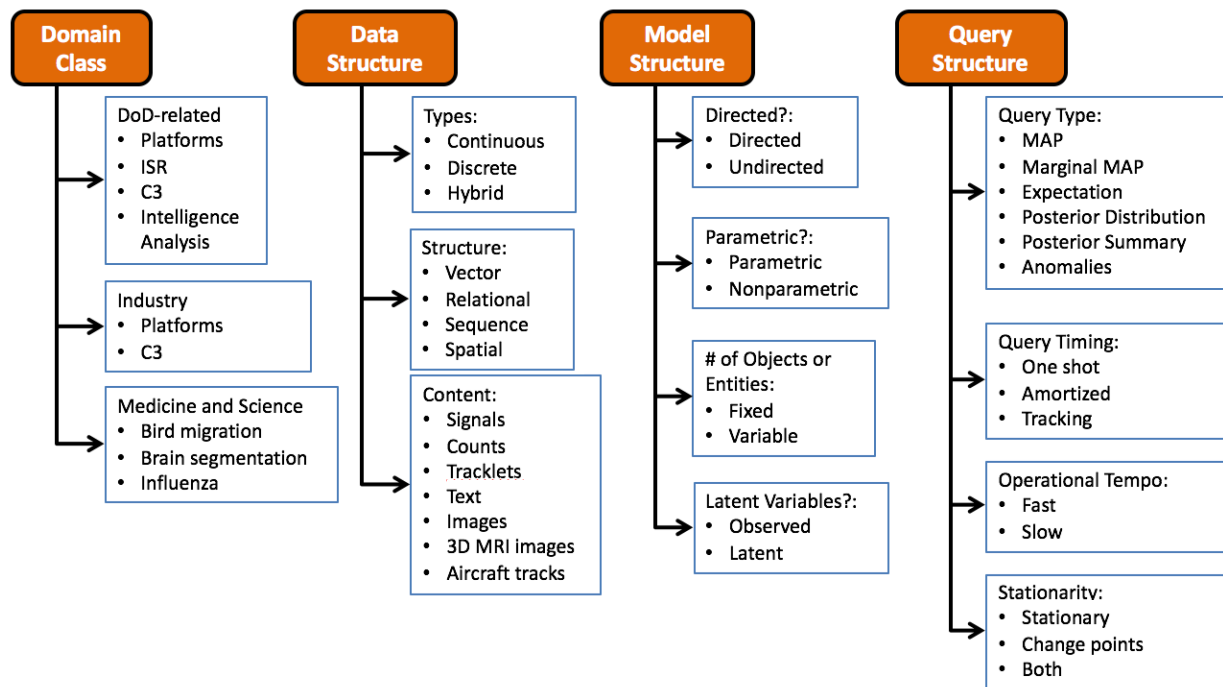 Domain
Class
DoD-related
• Platforms
• ISR
• C3
• Intelligence
Analysis
Industry
• Platforms
• C3
Medicine and Science
• Bird migration
• Brain segmentation
• Influenza
Data
Structure
Types:
• Continuous
• Discrete
• Hybrid
Structure:
• Vector
• Relational
• Sequence
• Spatial
Content:
• Signals
• Counts
• Tracklets
• Text
• Images
• 3D MRI images
• Aircraft tracks
Model
Structure
Directed?:
• Directed
• Undirected
Parametric?:
• Parametric
• Nonparametric
# of Objects or
Entities:
• Fixed
• Variable
Latent Variables?:
• Observed
• Latent
Query
Structure
Query Type:
• MAP
• Marginal MAP
• Expectation
• Posterior Distribution
• Posterior Summary
• Anomalies
Query Timing:
• One shot
• Amortized
• Tracking
Operational Tempo:
• Fast
• Slow
Stationarity:
• Stationary
• Change points
• Both